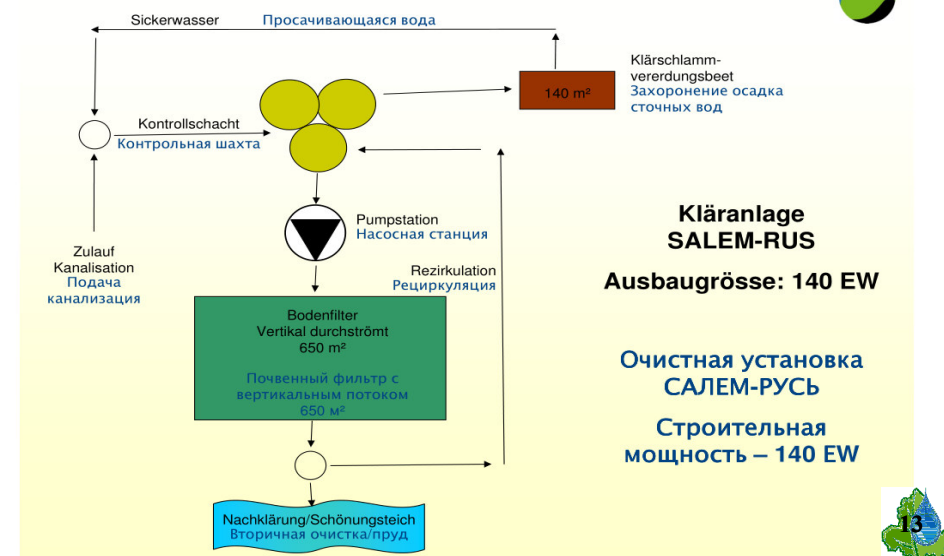 Sickerwasser Просачивающаяся вода
Klärschlamm-
vererdungsbeet
Захоронение осадка
сточных вод
140 m²
Kontrollschacht
Контрольная шахта
Pumpstation
Насосная станция
Zulauf
Kanalisation
Подача
канализация
Rezirkulation
Рециркуляция
Bodenfilter
Vertikal durchströmt
650 m²
Почвенный фильтр с
вертикальным потоком
650 м²
Nachklärung/Schönungsteich
Вторичная очистка/пруд
Kläranlage
SALEM-RUS
Ausbaugrösse: 140 EW
Очистная установка
САЛЕМ-РУСЬ
Строительная
мощность – 140 EW
13